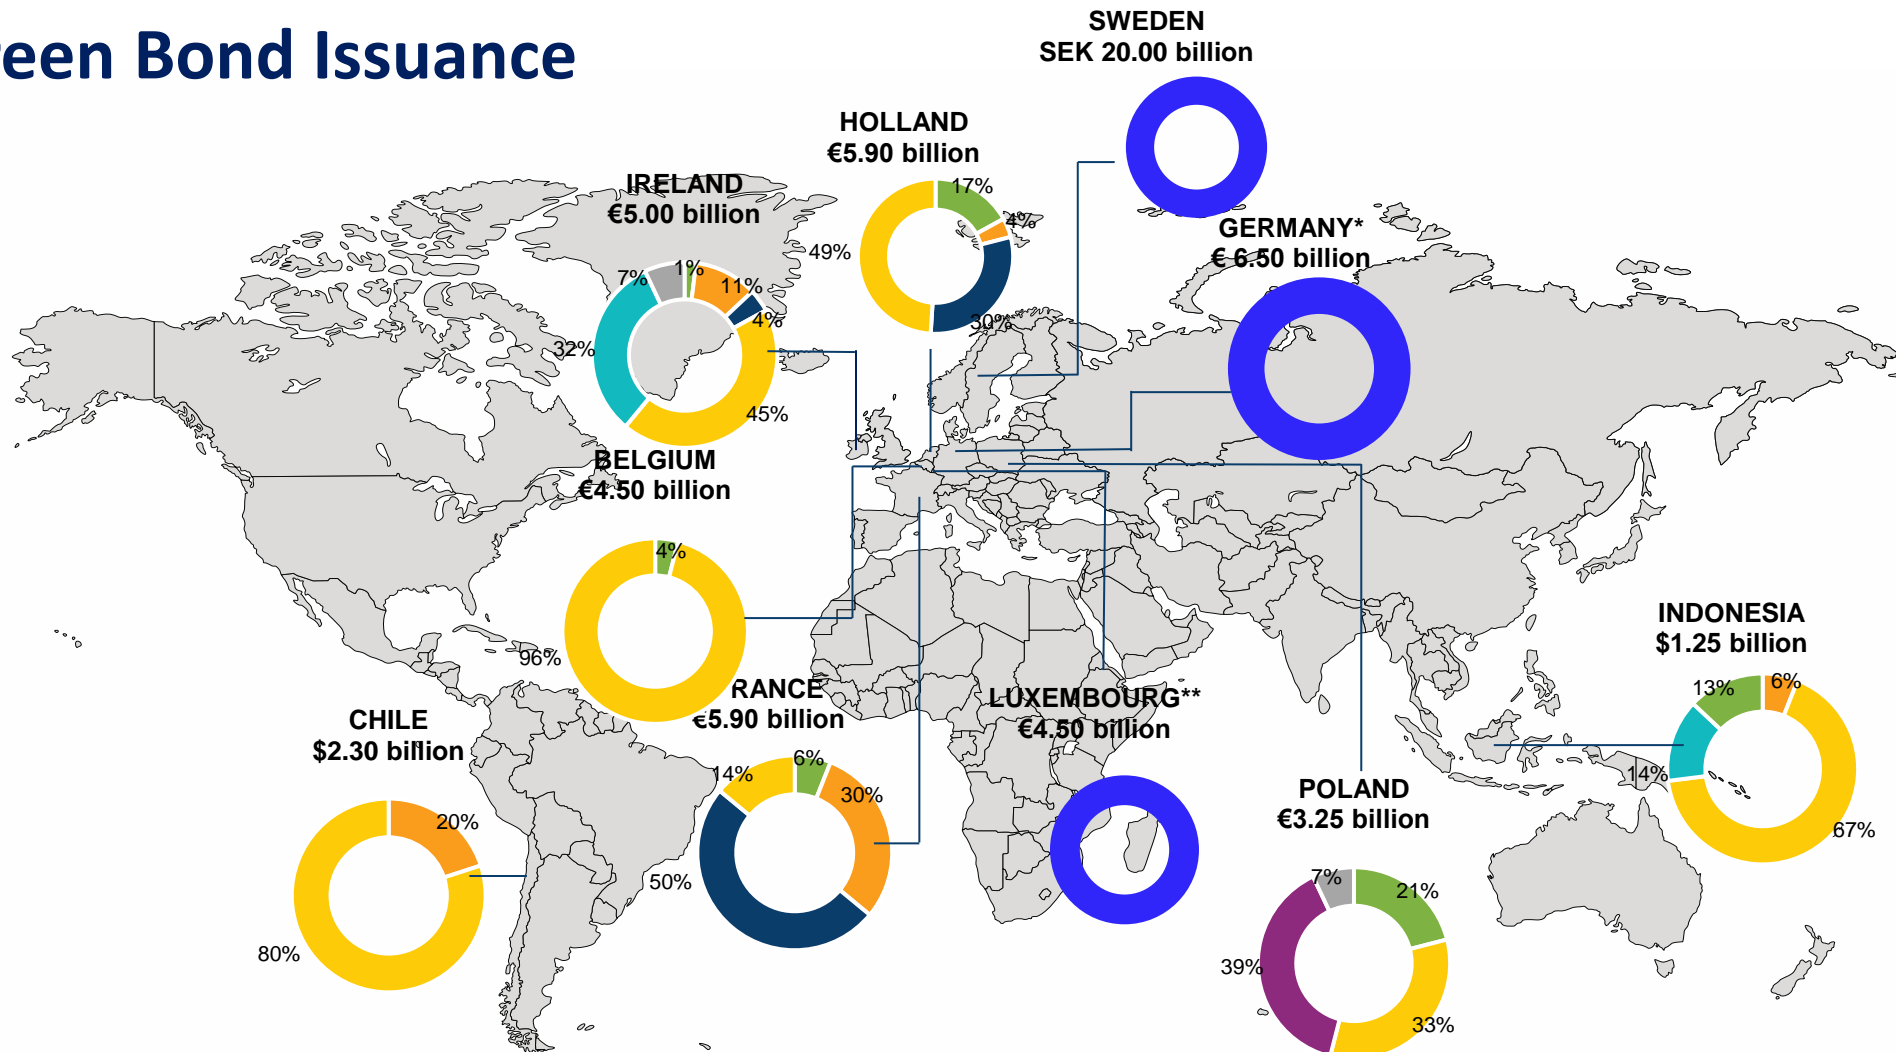 reen Bond Issuance
SWEDEN
SEK 20.00 billion
HOLLAND
€5.90 billion
17%
4%
30%
49%
IRELAND
€5.00 billion
1%
11%
4%
45%
32%
7%
GERMANY*
€ 6.50 billion
BELGIUM
€4.50 billion
4%
96%
RANCE
€5.90 billion
6%
30%
50%
14%
CHILE
$2.30 billion
20%
80%
LUXEMBOURG**
€4.50 billion
POLAND
€3.25 billion
21%
33%
39%
7%
INDONESIA
$1.25 billion
6%
67%
14%
13%